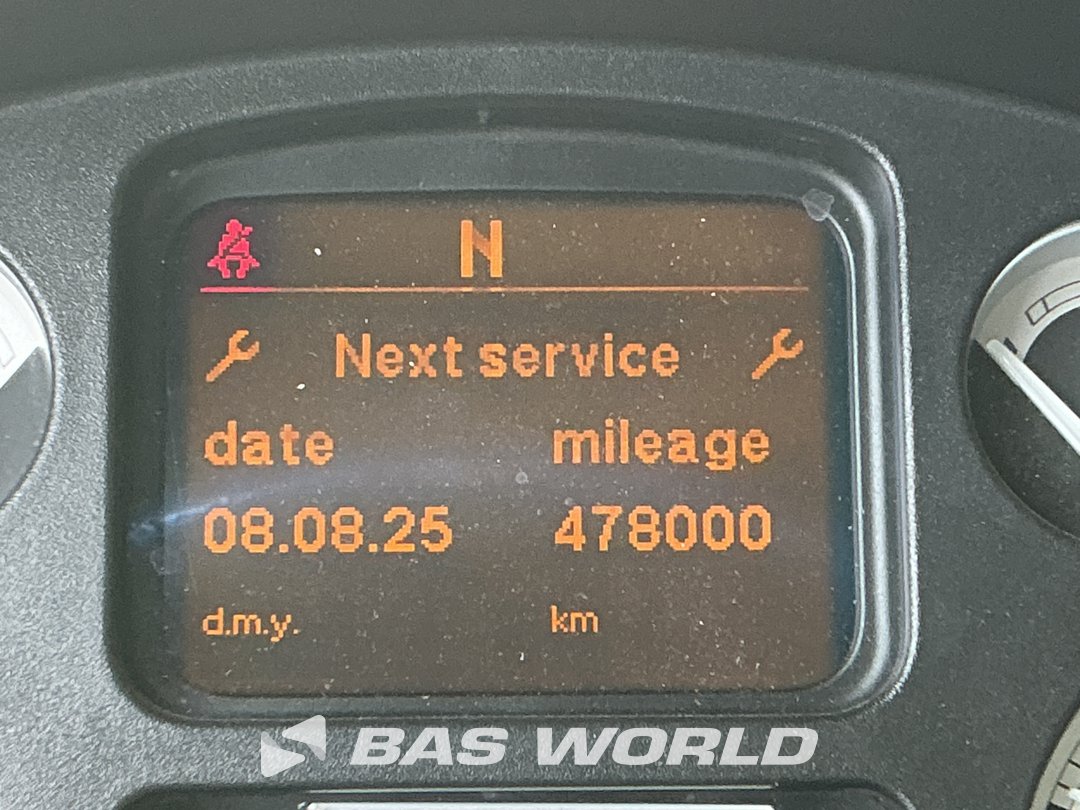 N
Next service
date mileage
08.08.25 478000
d.m.y. km
BAS WORLD